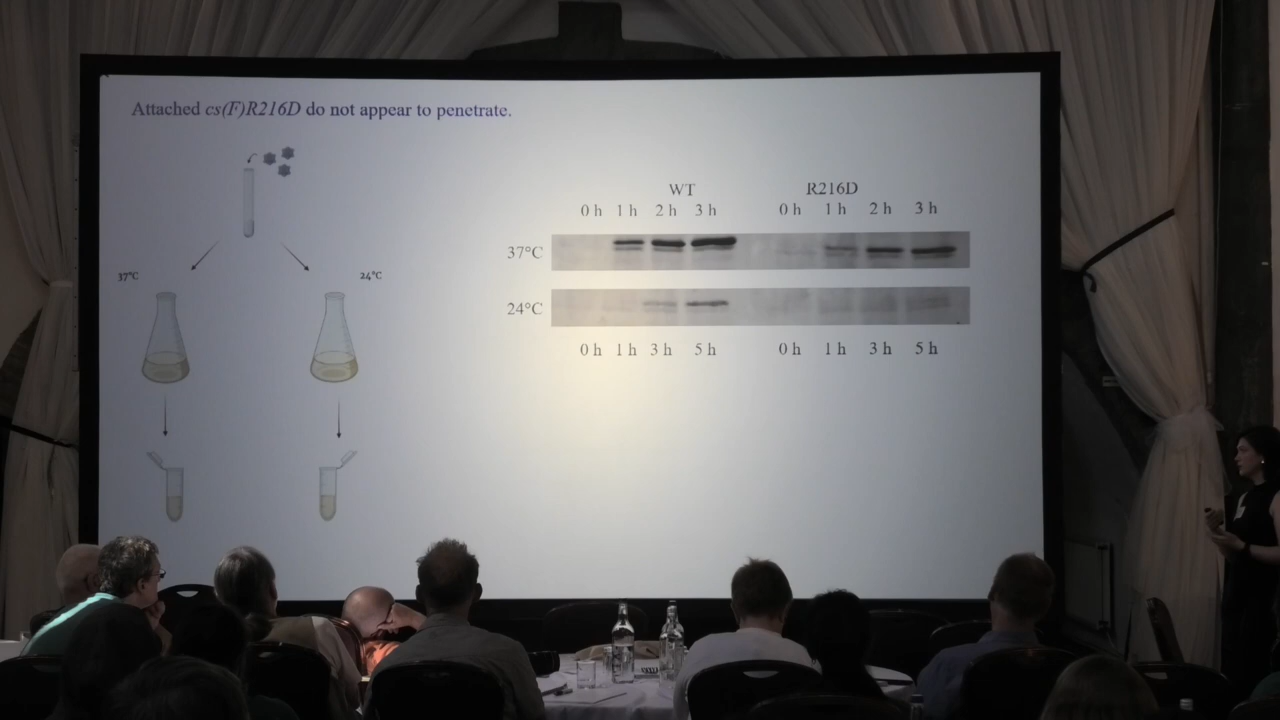 Attached cs(F)R216D do not appear to penetrate.
37°C
24°C
WT R216D
0 h 1 h 2 h 3 h 0 h 1 h 2 h 3 h
37°C
24°C
0 h 1 h 3 h 5 h 0 h 1 h 3 h 5 h